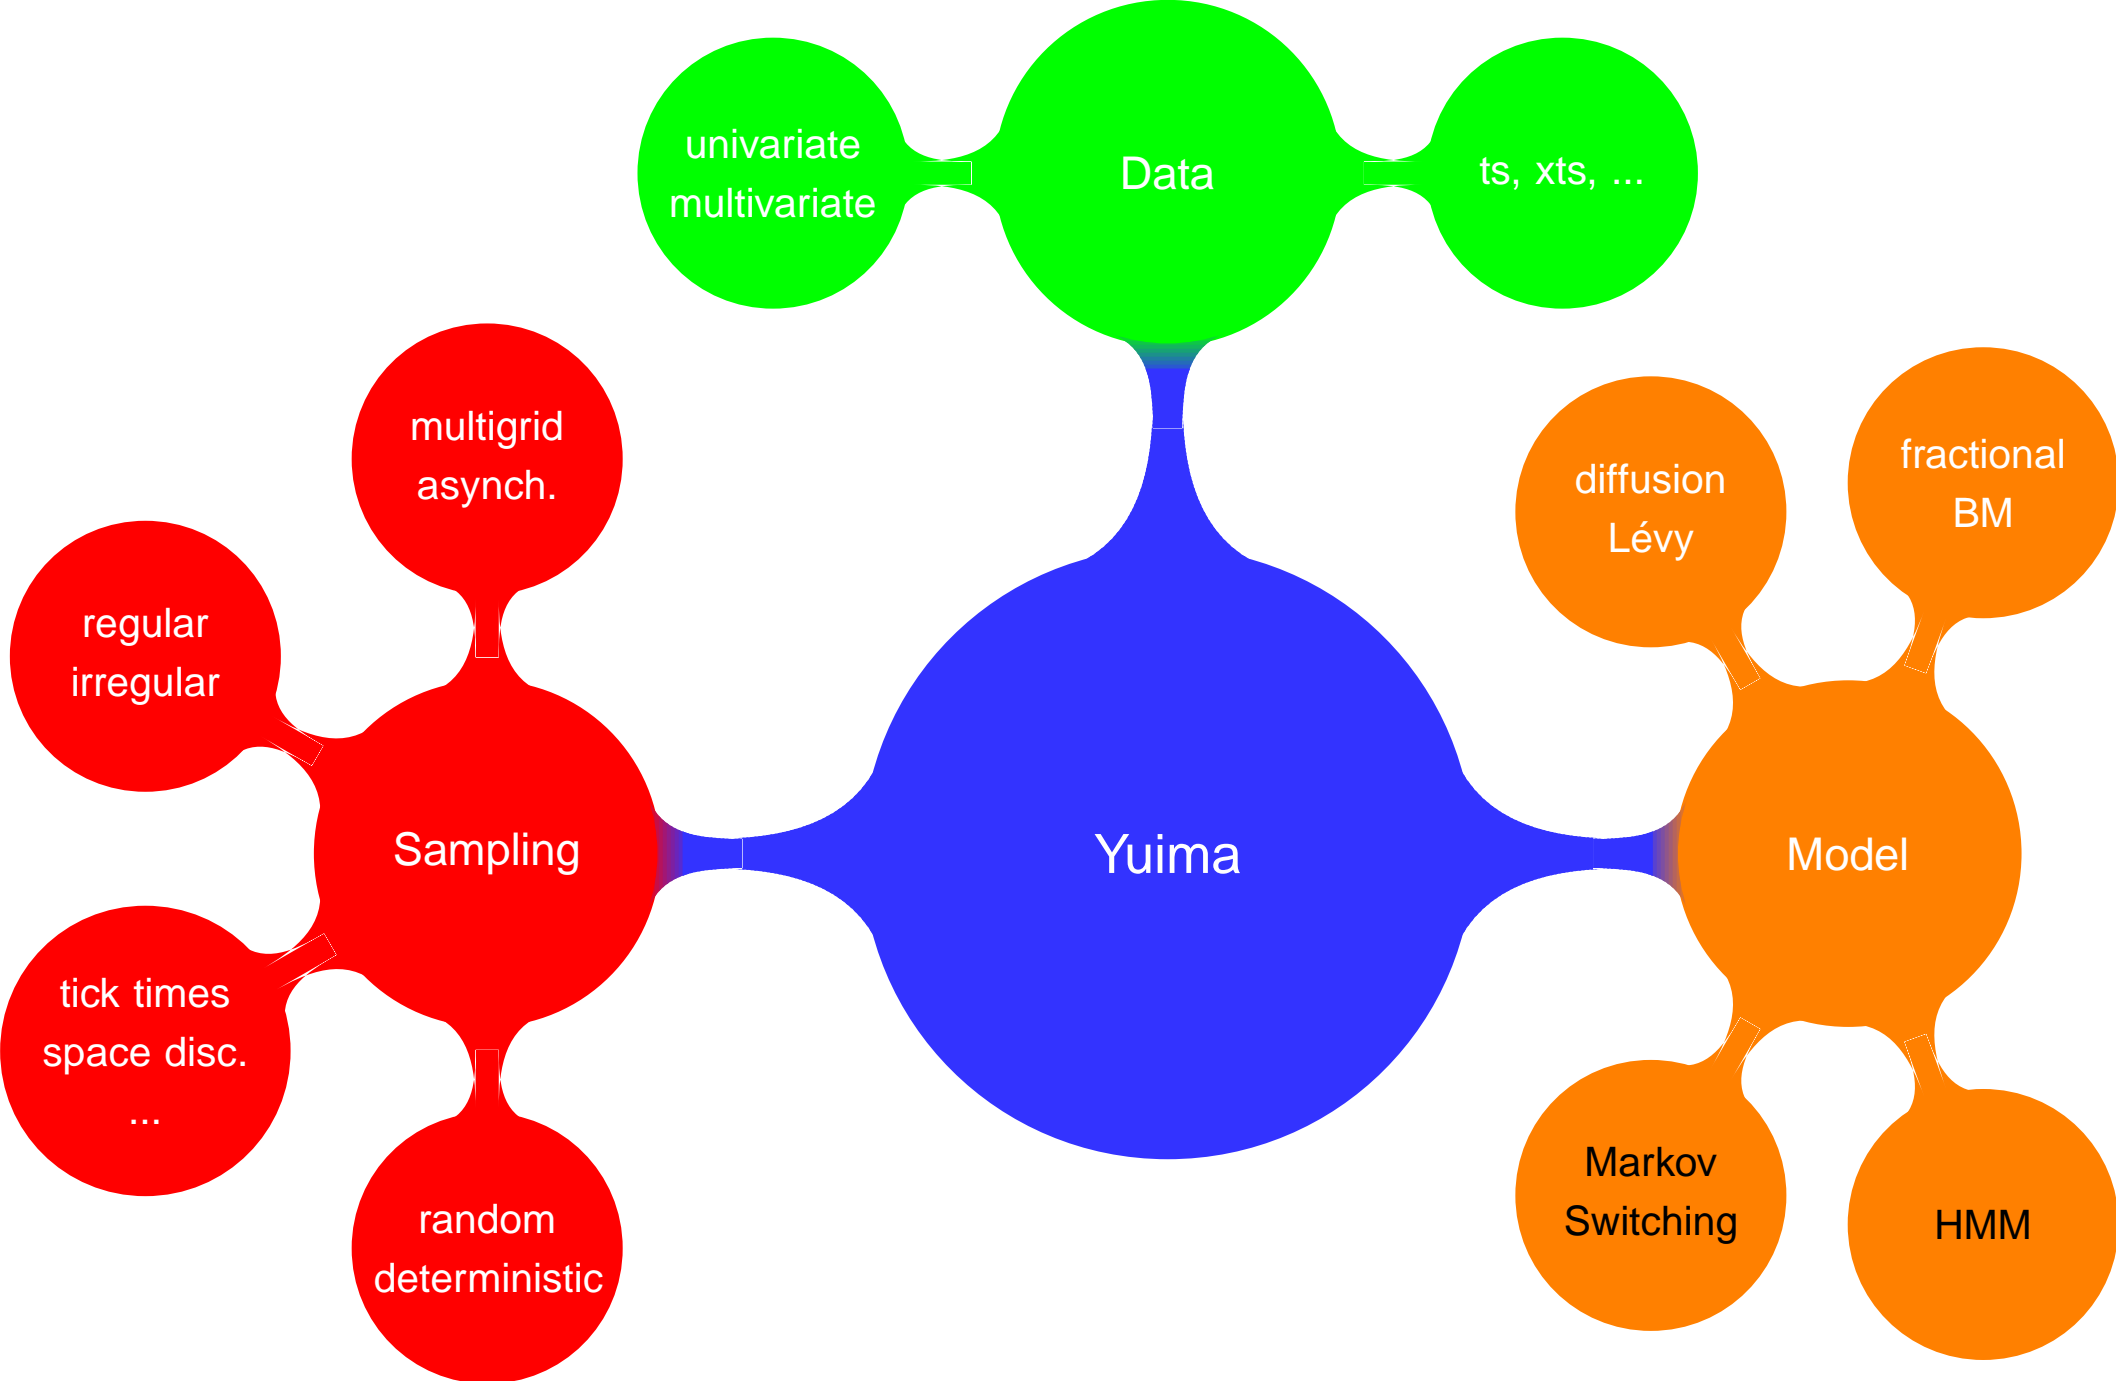 univariate
multivariate
Data
ts, xts, ...
multigrid
asynch.
regular
irregular
Sampling
tick times
space disc.
...
random
deterministic
Yuima
diffusion
Lévy
fractional
BM
Model
Markov
Switching
HMM